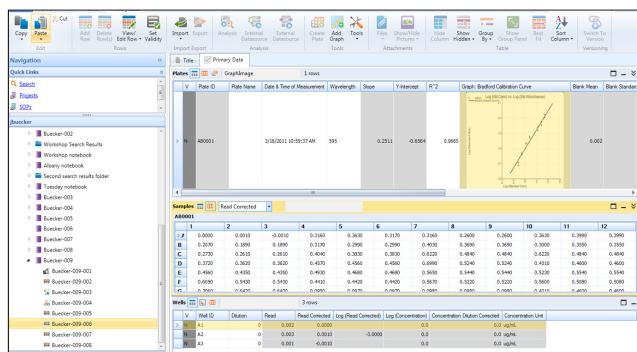 Copy Paste Cut Add Row Delete Row(s) View/ Edit Row Set Validity Import Export Analysis Internal Datasource External Datasource Create Plate Add Graph Tools Files Show/Hide Pictures Hide Column Show Hidden Group By Show Group Panel Best Fit Sort Column Switch To Version
Edit Rows Import Export Analysis Tools Attachments Table Versioning
Navigation Title Primary Data
Quick Links Plates GraphImage 1 rows
Search
Projects
SOPs
V Plate ID Plate Name Date & Time of Measurement Wavelength Slope Y-Intercept R^2 Graph: Bradford Calibration Curve Blank Mean Blank Standard
N AB0001 3/18/2011 10:59:37 AM 595 0.2511 -0.6364 0.9665 0.002
jbuecker
Buecker-002
Workshop Search Results
Workshop notebook
Albany notebook
Second search results folder
Tuesday notebook
Buecker-003
Buecker-004
Buecker-005
Buecker-006
Buecker-007
Buecker-008
Buecker-009
Buecker-009-001
Buecker-009-002
Buecker-009-003
Buecker-009-004
Buecker-009-005
Buecker-009-006
Buecker-009-007
Buecker-009-008
Samples Read Corrected
AB0001
1 2 3 4 5 6 7 8 9 10 11 12
0.0000 0.0010 -0.0010 0.3160 0.3630 0.3170 0.3160 0.2600 0.2600 0.3630 0.3990 0.3990
B 0.2070 0.1890 0.1890 0.3170 0.2990 0.2990 0.4030 0.3690 0.3690 0.3000 0.3550 0.3550
C 0.2730 0.2610 0.2610 0.4040 0.3830 0.3830 0.6220 0.4840 0.4840 0.6220 0.4840 0.4840
D 0.3720 0.3620 0.3620 0.4370 0.4160 0.4560 0.6990 0.5240 0.5240 0.4310 0.4600 0.4600
E 0.4560 0.4350 0.4350 0.4930 0.4680 0.4680 0.5650 0.5440 0.5440 0.5230 0.5540 0.5540
F 0.6050 0.5430 0.5430 0.5440 0.5420 0.5420 0.5670 0.5220 0.5220 0.5600 0.5080 0.5080
Wells 3 rows
V Well ID Dilution Read Read Corrected Log (Read Corrected) Log (Concentration) Concentration Dilution Corrected Concentration Unit
N A1 0 0.002 0.0000 0.0 0.0 ug/mL
N A2 0 0.003 0.0010 -3.0000 0.0 0.0 ug/mL
N A3 0 0.001 -0.0010 0.0 0.0 ug/mL